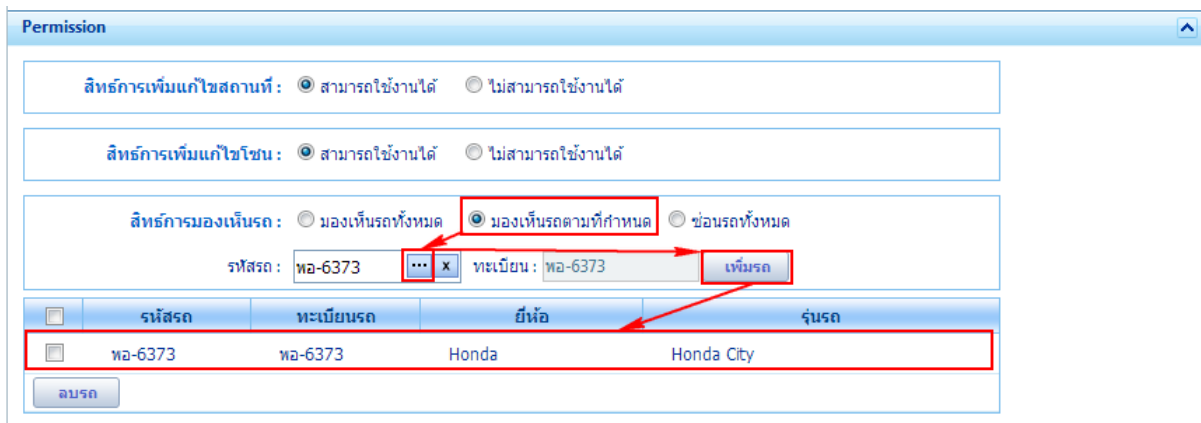 Permission
สิทธ์การเพิ่มแก้ไขสถานที่ : สามารถใช้งานได้ ไม่สามารถใช้งานได้
สิทธ์การเพิ่มแก้ไขโซน : สามารถใช้งานได้ ไม่สามารถใช้งานได้
สิทธ์การมองเห็นรถ : มองเห็นรถทั้งหมด มองเห็นรถตามที่กำหนด ซ่อนรถทั้งหมด
รหัสรถ : พอ-6373 ... x ทะเบียน : พอ-6373 เพิ่มรถ
รหัสรถ ทะเบียนรถ ยี่ห้อ รุ่นรถ
พอ-6373 พอ-6373 Honda Honda City
ลบรถ